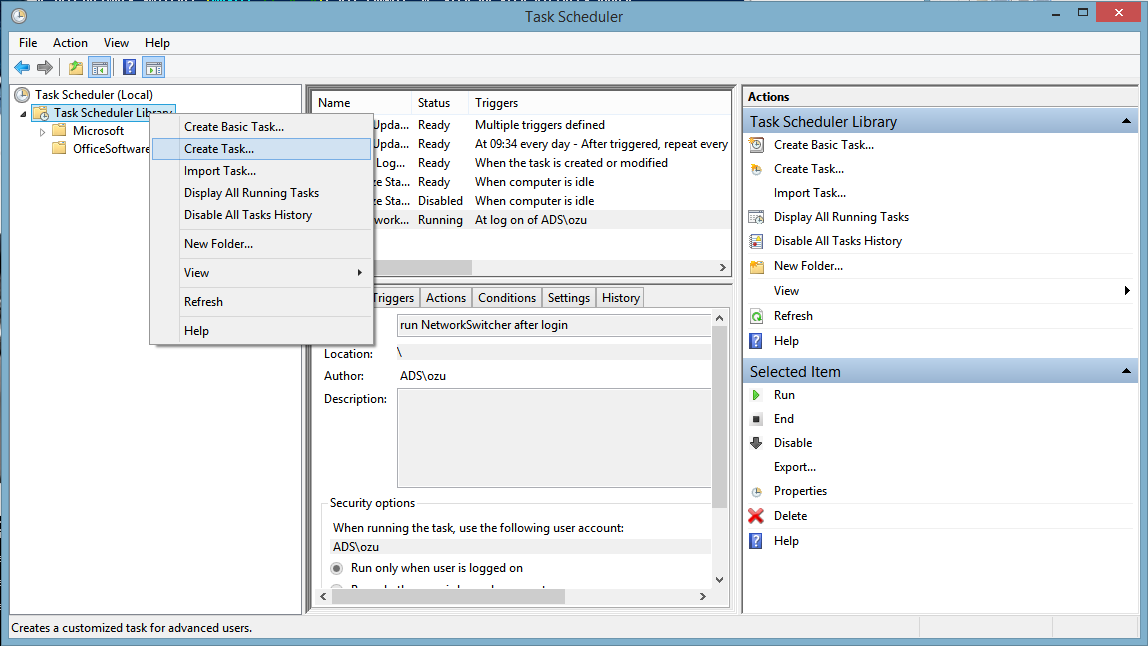 Task Scheduler
File Action View Help
Task Scheduler (Local)
Task Scheduler Library
Microsoft
OfficeSoftware
Create Basic Task...
Create Task...
Import Task...
Display All Running Tasks
Disable All Tasks History
New Folder...
View
Refresh
Help
Name Status Triggers
Upda... Ready Multiple triggers defined
Upda... Ready At 09:34 every day - After triggered, repeat every
Log... Ready When the task is created or modified
ze Sta... Ready When computer is idle
ze Sta... Disabled When computer is idle
work... Running At log on of ADS\ozu
Triggers Actions Conditions Settings History
run NetworkSwitcher after login
Location: \
Author: ADS\ozu
Description:
Security options
When running the task, use the following user account:
ADS\ozu
Run only when user is logged on
Actions
Task Scheduler Library
Create Basic Task...
Create Task...
Import Task...
Display All Running Tasks
Disable All Tasks History
New Folder...
View
Refresh
Help
Selected Item
Run
End
Disable
Export...
Properties
Delete
Help
Creates a customized task for advanced users.